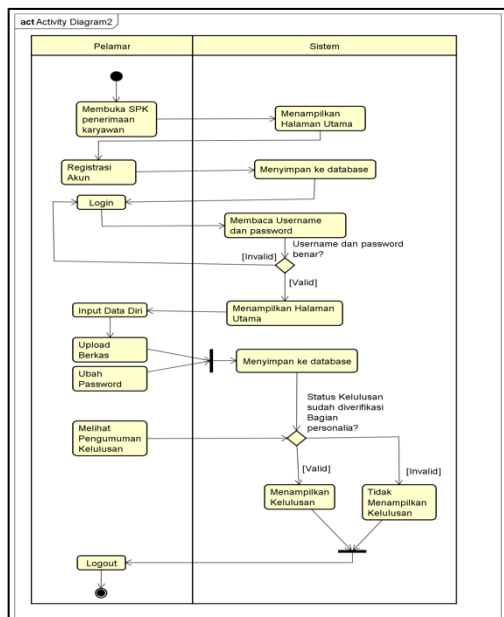 act Activity Diagram2
Pelamar
Sistem
Membuka SPK
penerimaan
karyawan
Menampilkan
Halaman Utama
Registrasi
Akun
Menyimpan ke database
Login
Membaca Username
dan password
Username dan password
benar?
[Invalid]
[Valid]
Input Data Diri
Menampilkan Halaman
Utama
Upload
Berkas
Ubah
Password
Menyimpan ke database
Status Kelulusan
sudah diverifikasi
Bagian
personalia?
Melihat
Pengumuman
Kelulusan
[Valid]
[Invalid]
Menampilkan
Kelulusan
Tidak
Menampilkan
Kelulusan
Logout